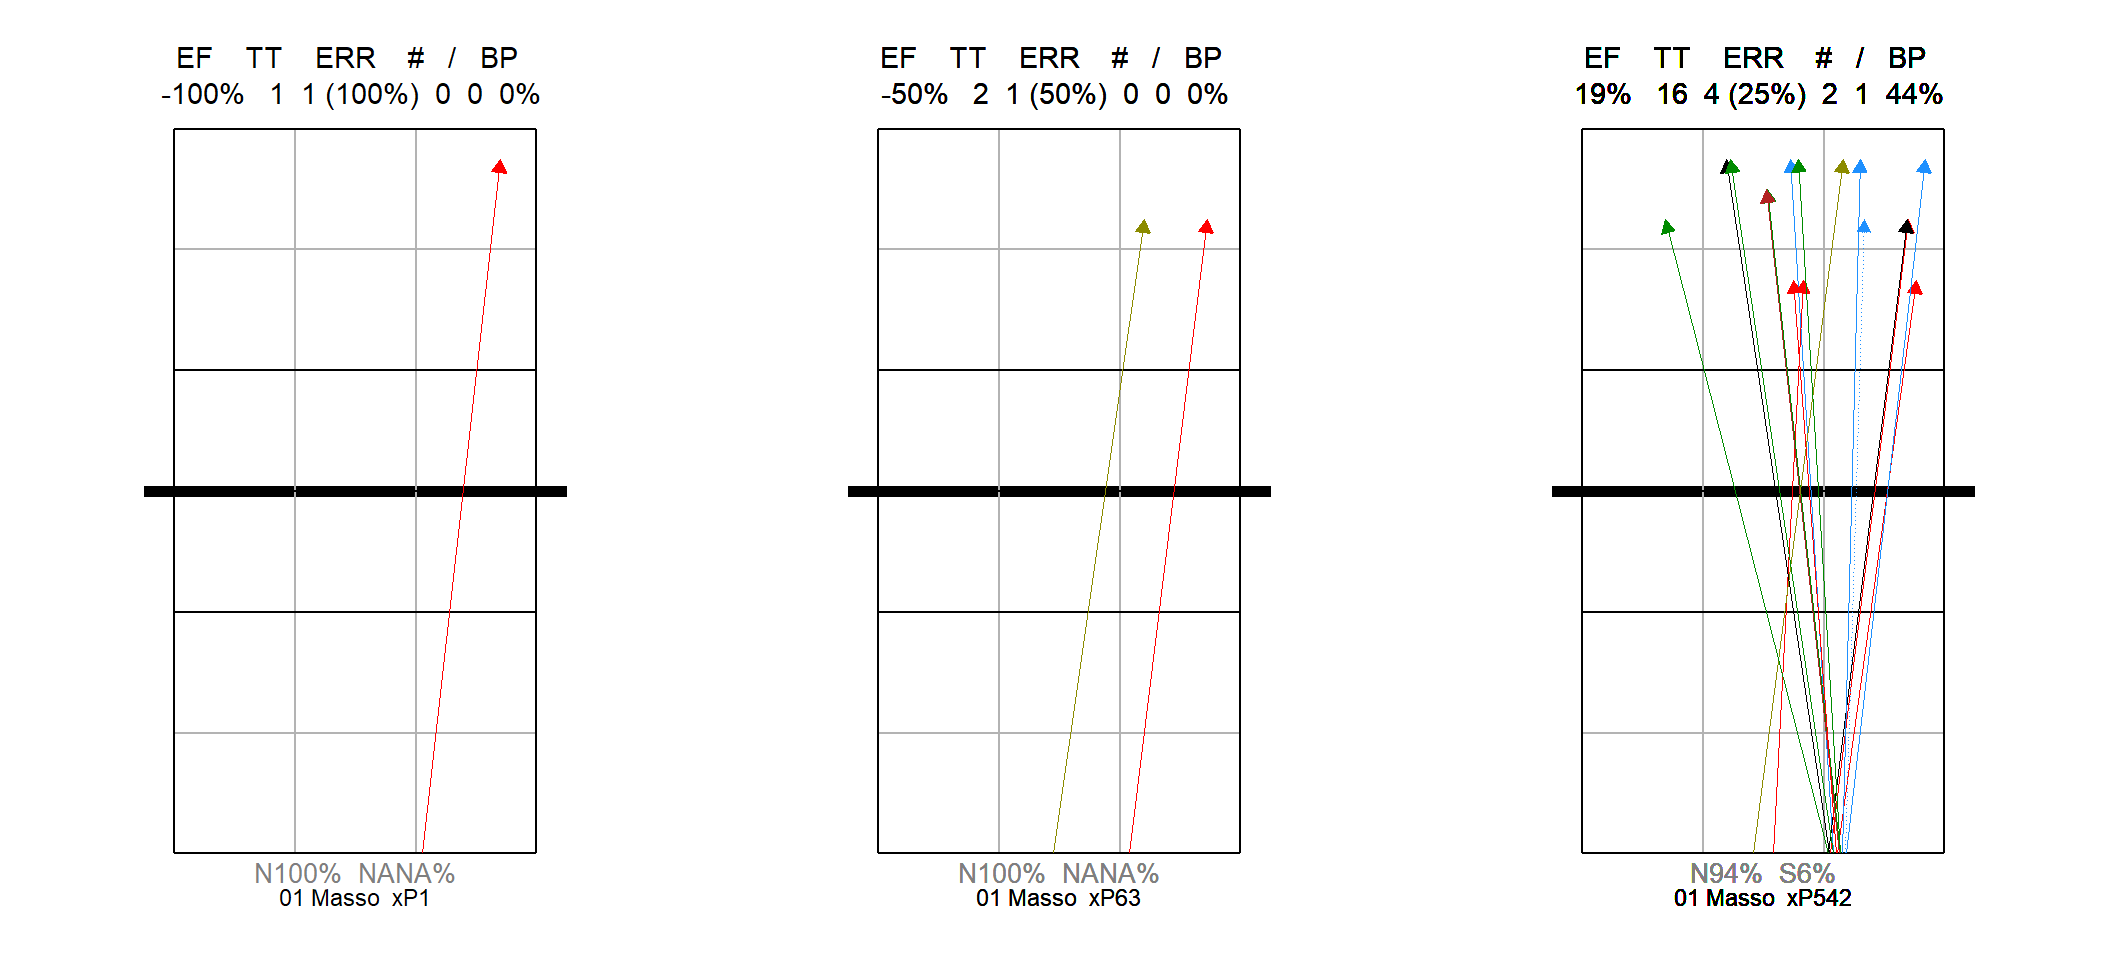 EF TT ERR # / BP
-100% 1 1 (100%) 0 0 0%
N100% NANA%
01 Masso xP1
EF TT ERR # / BP
-50% 2 1 (50%) 0 0 0%
N100% NANA%
01 Masso xP63
EF TT ERR # / BP
19% 16 4 (25%) 2 1 44%
N94% S6%
01 Masso xP542